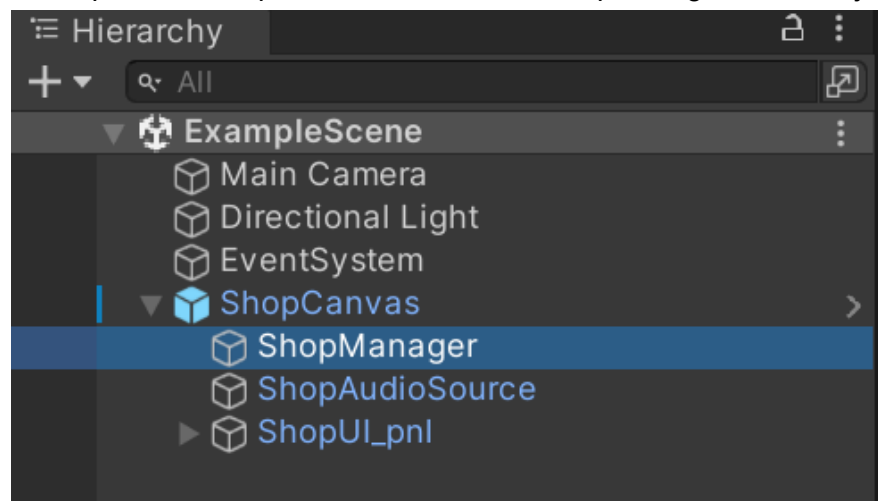 Hierarchy
All
ExampleScene
Main Camera
Directional Light
EventSystem
ShopCanvas
ShopManager
ShopAudioSource
ShopUI_pnl